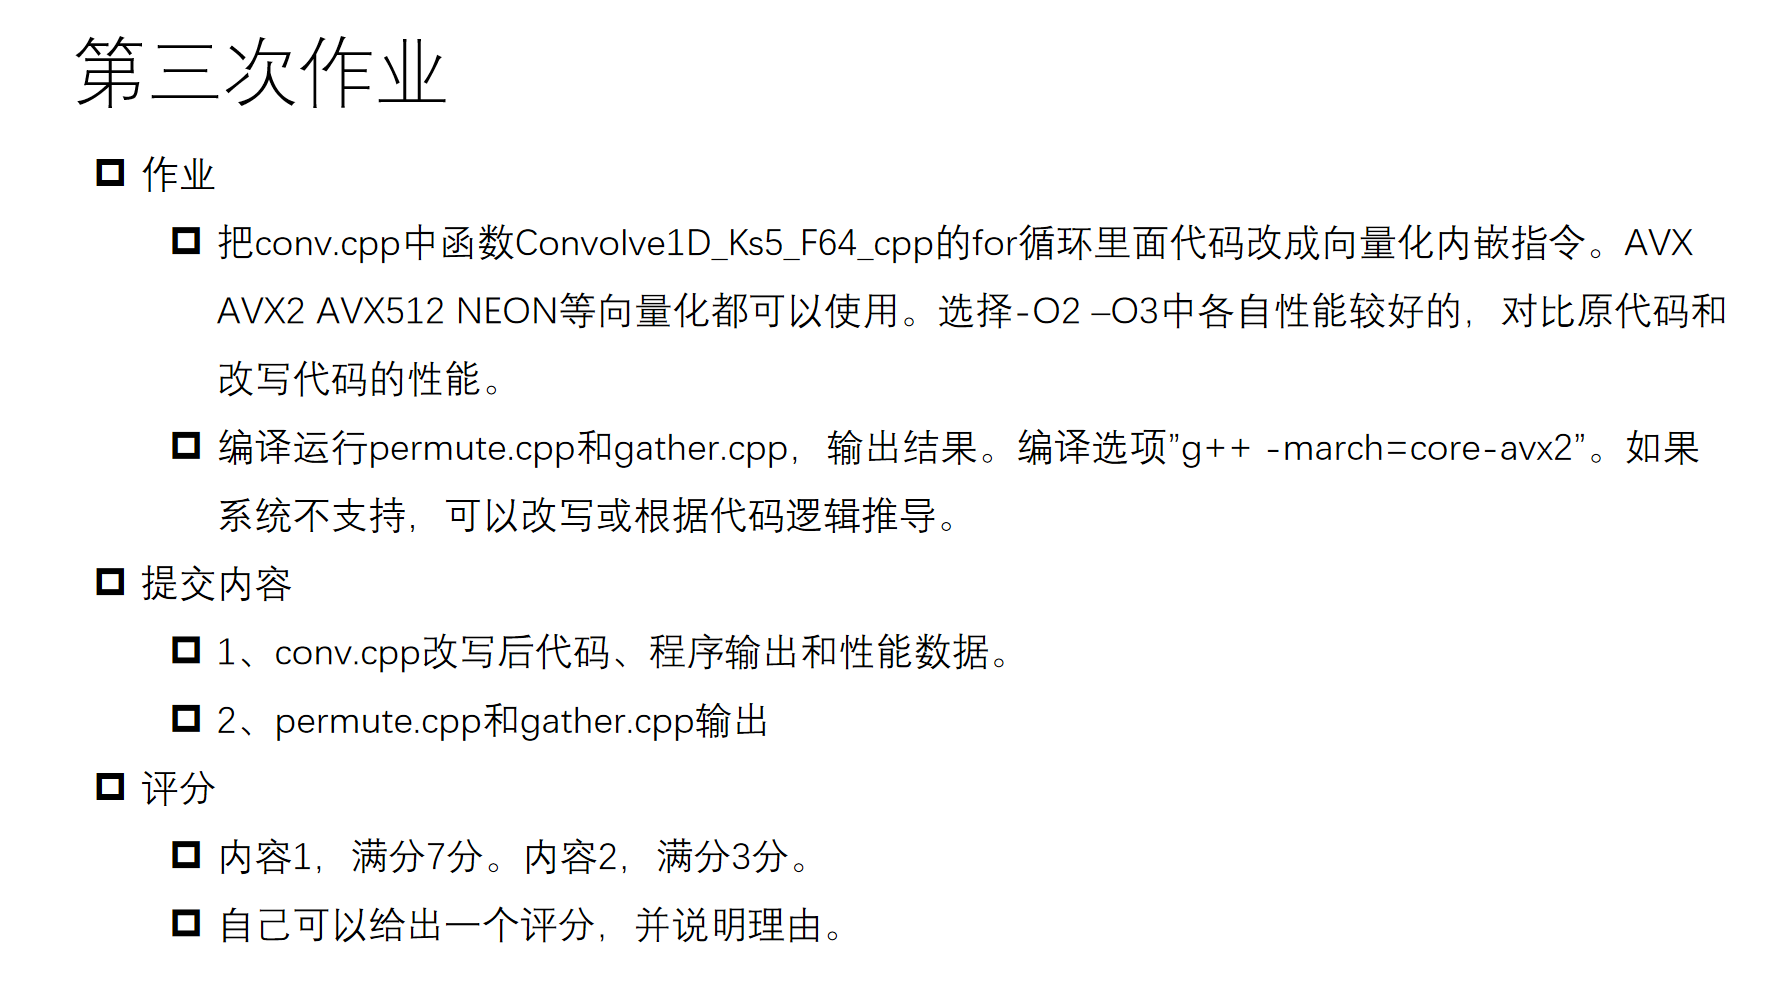 第三次作业
作业
把conv.cpp中函数Convolve1D_Ks5_F64_cpp的for循环里面代码改成向量化内嵌指令。AVX
AVX2 AVX512 NEON等向量化都可以使用。选择-O2 –O3中各自性能较好的，对比原代码和
改写代码的性能。
编译运行permute.cpp和gather.cpp，输出结果。编译选项”g++ -march=core-avx2”。如果
系统不支持，可以改写或根据代码逻辑推导。
提交内容
1、conv.cpp改写后代码、程序输出和性能数据。
2、permute.cpp和gather.cpp输出
评分
内容1，满分7分。内容2，满分3分。
自己可以给出一个评分，并说明理由。